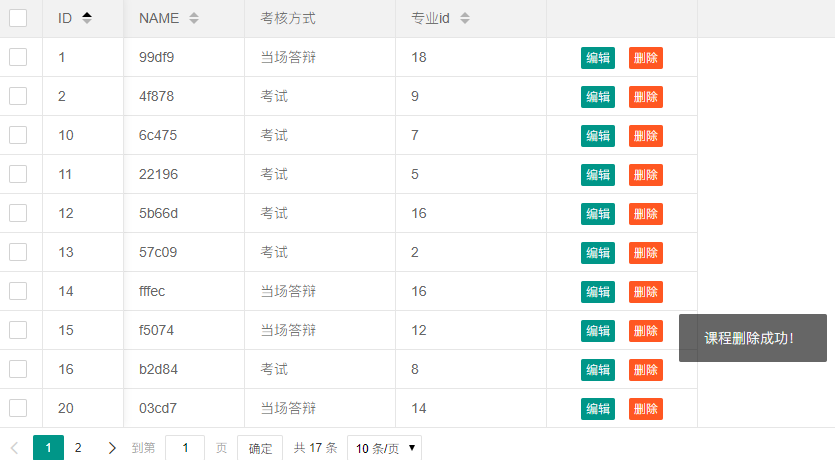 ID NAME 考核方式 专业id
1 99df9 当场答辩 18 编辑 删除
2 4f878 考试 9 编辑 删除
10 6c475 考试 7 编辑 删除
11 22196 考试 5 编辑 删除
12 5b66d 考试 16 编辑 删除
13 57c09 考试 2 编辑 删除
14 fffec 当场答辩 16 编辑 删除
15 f5074 当场答辩 12 编辑 删除
课程删除成功!
16 b2d84 考试 8 编辑 删除
20 03cd7 当场答辩 14 编辑 删除
1 2 到第 1 页 确定 共 17 条 10 条/页